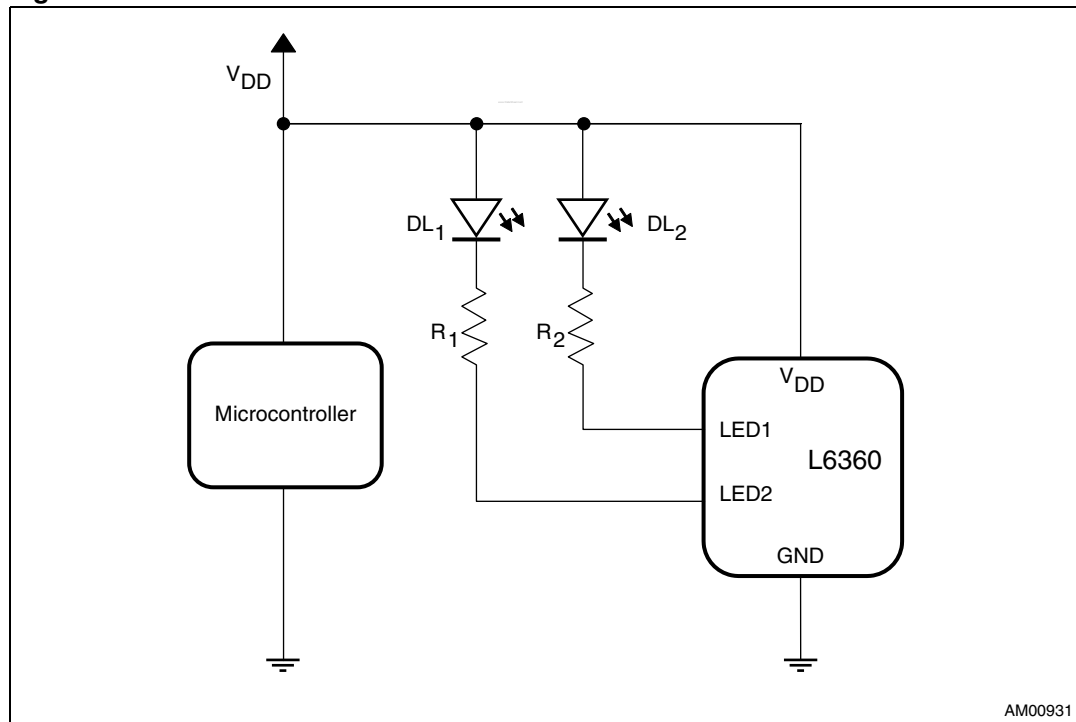 V_DD
DL_1
DL_2
R_1
R_2
V_DD
Microcontroller
LED1
L6360
LED2
GND
AM00931